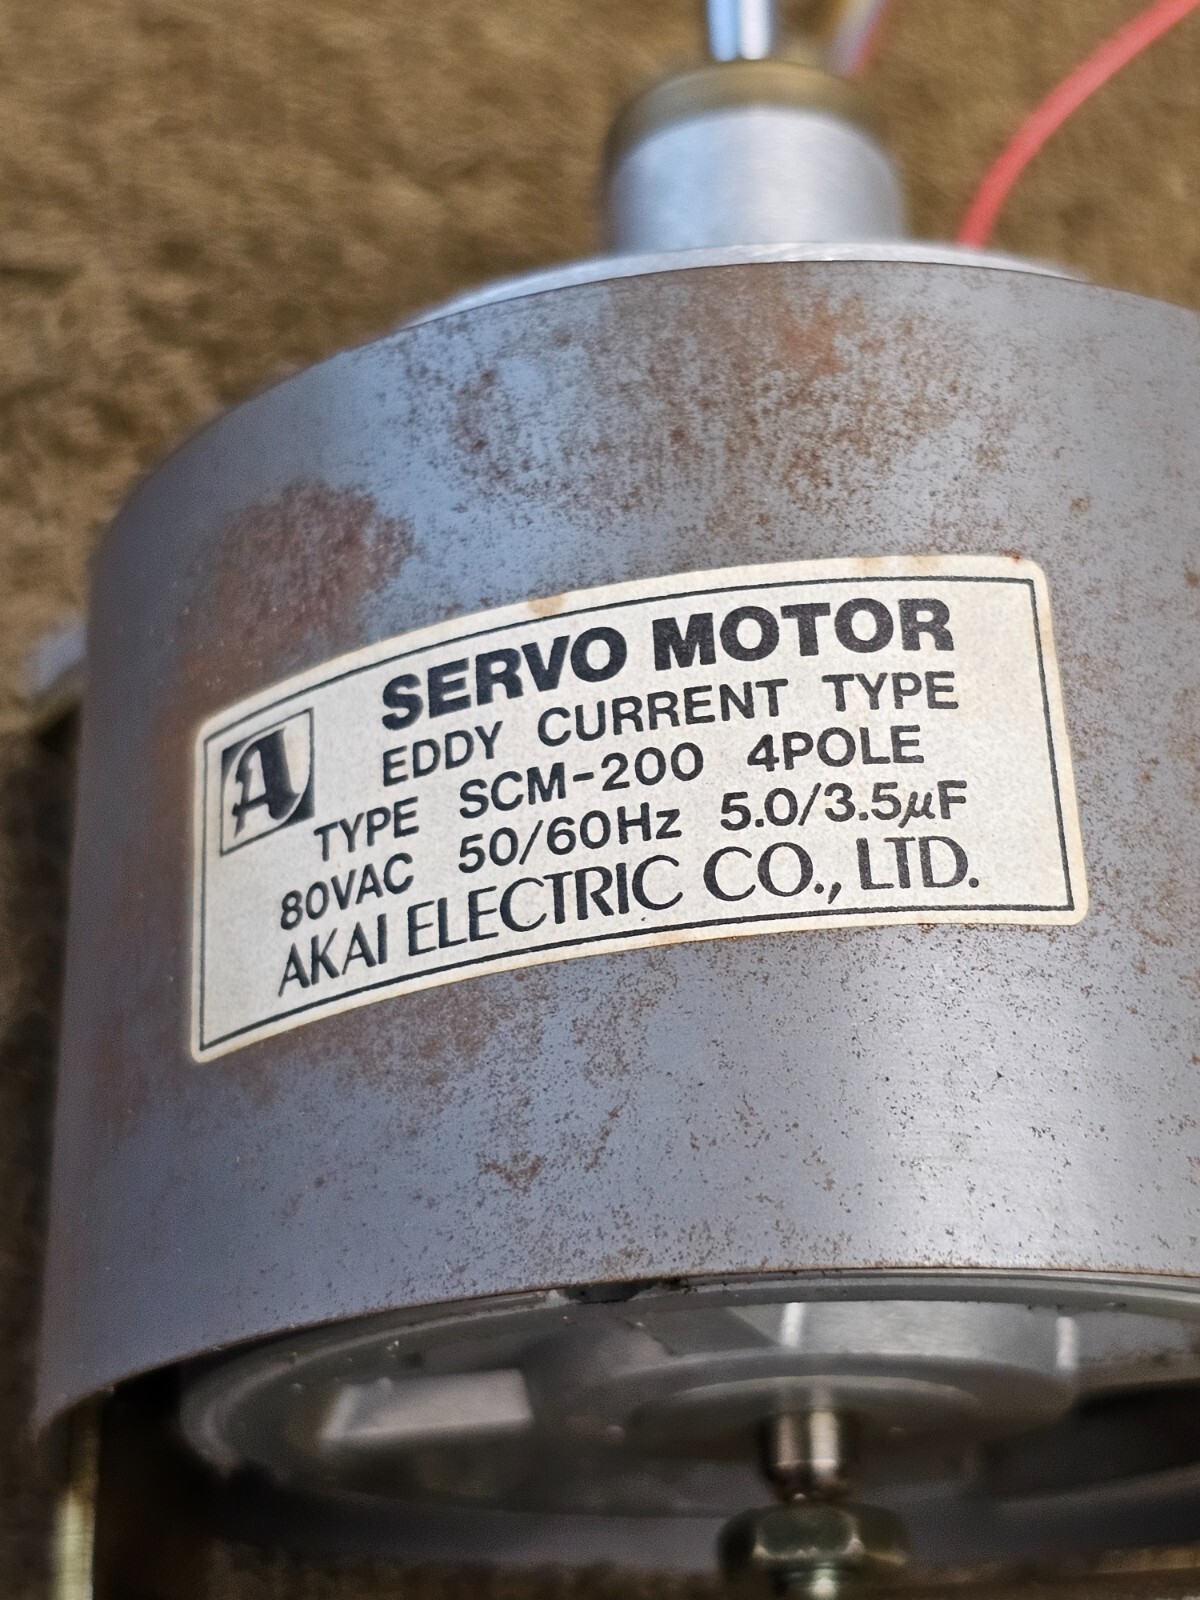 SERVO MOTOR
EDDY CURRENT TYPE
A
TYPE SCM-200 4POLE
80VAC 50/60Hz 5.0/3.5μF
AKAI ELECTRIC CO., LTD.